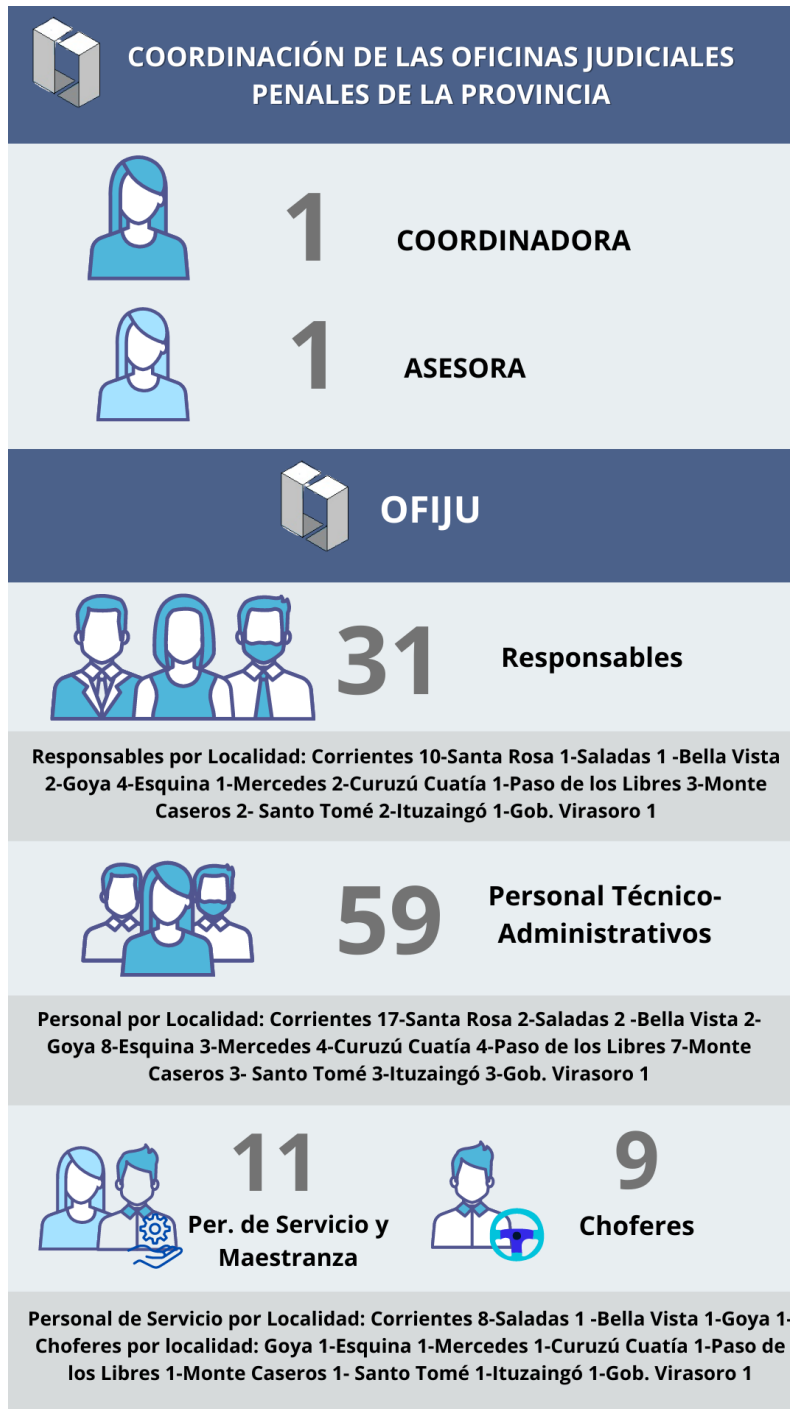 COORDINACIÓN DE LAS OFICINAS JUDICIALES
PENALES DE LA PROVINCIA
1
COORDINADORA
1
ASESORA
OFIJU
31
Responsables
Responsables por Localidad: Corrientes 10-Santa Rosa 1-Saladas 1 -Bella Vista
2-Goya 4-Esquina 1-Mercedes 2-Curuzú Cuatía 1-Paso de los Libres 3-Monte
Caseros 2- Santo Tomé 2-Ituzaingó 1-Gob. Virasoro 1
59
Personal Técnico-
Administrativos
Personal por Localidad: Corrientes 17-Santa Rosa 2-Saladas 2 -Bella Vista 2-
Goya 8-Esquina 3-Mercedes 4-Curuzú Cuatía 4-Paso de los Libres 7-Monte
Caseros 3- Santo Tomé 3-Ituzaingó 3-Gob. Virasoro 1
11
Per. de Servicio y
Maestranza
9
Choferes
Personal de Servicio por Localidad: Corrientes 8-Saladas 1 -Bella Vista 1-Goya 1-
Choferes por localidad: Goya 1-Esquina 1-Mercedes 1-Curuzú Cuatía 1-Paso de
los Libres 1-Monte Caseros 1- Santo Tomé 1-Ituzaingó 1-Gob. Virasoro 1